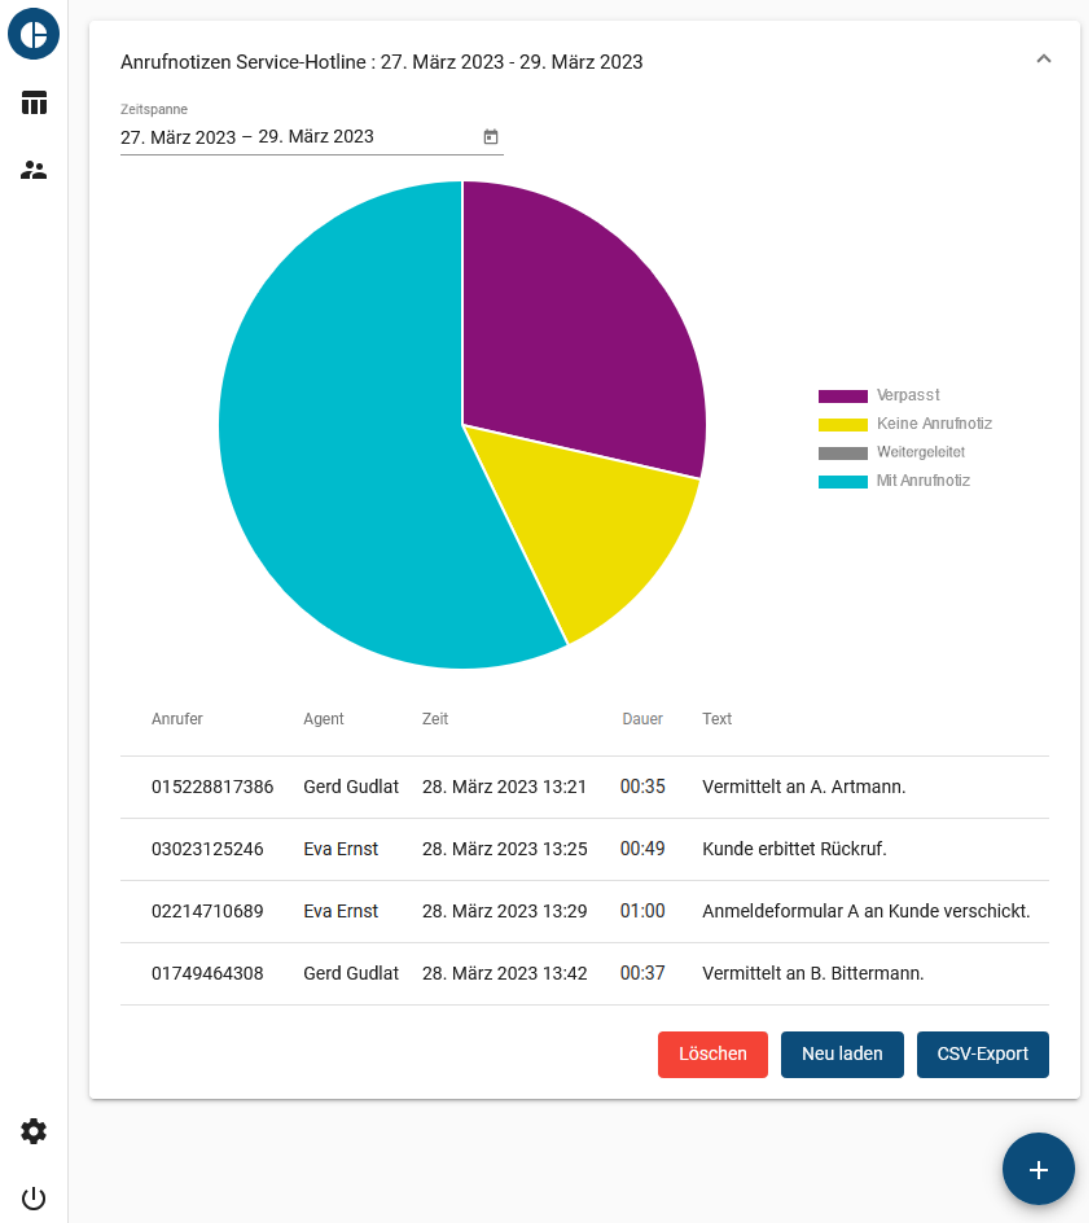 Anrufnotizen Service-Hotline : 27. März 2023 - 29. März 2023
Zeitspanne
27. März 2023 – 29. März 2023
Verpasst
Keine Anrufnotiz
Weitergeleitet
Mit Anrufnotiz
Anrufer Agent Zeit Dauer Text
015228817386 Gerd Gudlat 28. März 2023 13:21 00:35 Vermittelt an A. Artmann.
03023125246 Eva Ernst 28. März 2023 13:25 00:49 Kunde erbittet Rückruf.
02214710689 Eva Ernst 28. März 2023 13:29 01:00 Anmeldeformular A an Kunde verschickt.
01749464308 Gerd Gudlat 28. März 2023 13:42 00:37 Vermittelt an B. Bittermann.
Löschen Neu laden CSV-Export